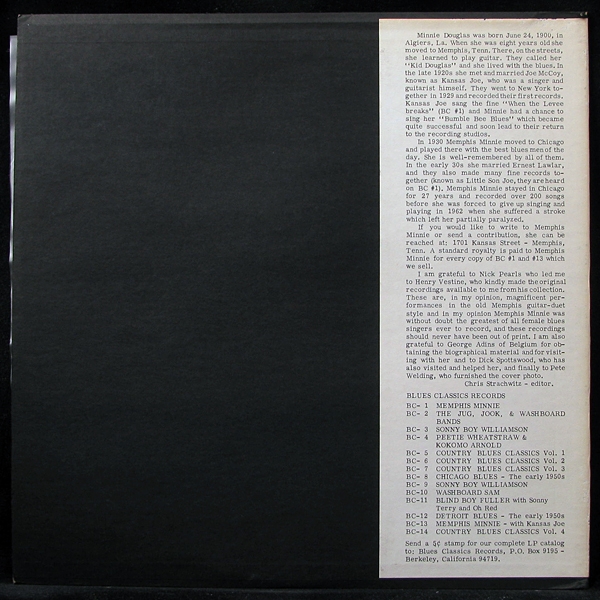 Minnie Douglas was born June 24, 1900, in
Algiers, La. When she was eight years old she
moved to Memphis, Tenn. There, on the streets,
she learned to play guitar. They called her
"Kid Douglas" and she lived with the blues. In
the late 1920s she met and married Joe McCoy,
known as Kansas Joe, who was a singer and
guitarist himself. They went to New York to-
gether in 1929 and recorded their first records.
Kansas Joe sang the fine "When the Levee
breaks" (BC #1) and Minnie had a chance to
sing her "Bumble Bee Blues" which became
quite successful and soon lead to their return
to the recording studios.
In 1930 Memphis Minnie moved to Chicago
and played there with the best blues men of the
day. She is well-remembered by all of them.
In the early 30s she married Ernest Lawlar,
and they also made many fine records to-
gether (known as Little Son Joe, they are heard
on BC #1), Memphis Minnie stayed in Chicago
for 27 years and recorded over 200 songs
before she was forced to give up singing and
playing in 1962 when she suffered a stroke
which left her partially paralyzed.
If you would like to write to Memphis
Minnie or send a contribution, she can be
reached at: 1701 Kansas Street - Memphis,
Tenn. A standard royalty is paid to Memphis
Minnie for every copy of BC #1 and #13 which
we sell.
I am grateful to Nick Pearls who led me
to Henry Vestine, who kindly made the original
recordings available to me from his collection.
These are, in my opinion, magnificent per-
formances in the old Memphis guitar-duet
style and in my opinion Memphis Minnie was
without doubt the greatest of all female blues
singers ever to record, and these recordings
should never have been out of print. I am also
grateful to George Adins of Belgium for ob-
taining the biographical material and for visit-
ing with her and to Dick Spottswood, who has
also visited and helped her, and finally to Pete
Welding, who furnished the cover photo.
Chris Strachwitz - editor.
BLUES CLASSICS RECORDS
BC- 1 MEMPHIS MINNIE
BC- 2 THE JUG, JOOK, & WASHBOARD
BANDS
BC- 3 SONNY BOY WILLIAMSON
BC- 4 PEETIE WHEATSTRAW &
KOKOMO ARNOLD
BC- 5 COUNTRY BLUES CLASSICS Vol. 1
BC- 6 COUNTRY BLUES CLASSICS Vol. 2
BC- 7 COUNTRY BLUES CLASSICS Vol. 3
BC- 8 CHICAGO BLUES - The early 1950s
BC- 9 SONNY BOY WILLIAMSON
BC-10 WASHBOARD SAM
BC-11 BLIND BOY FULLER with Sonny
Terry and Oh Red
BC-12 DETROIT BLUES - The early 1950s
BC-13 MEMPHIS MINNIE - with Kansas Joe
BC-14 COUNTRY BLUES CLASSICS Vol. 4
Send a 5¢ stamp for our complete LP catalog
to: Blues Classics Records, P.O. Box 9195 -
Berkeley, California 94719.